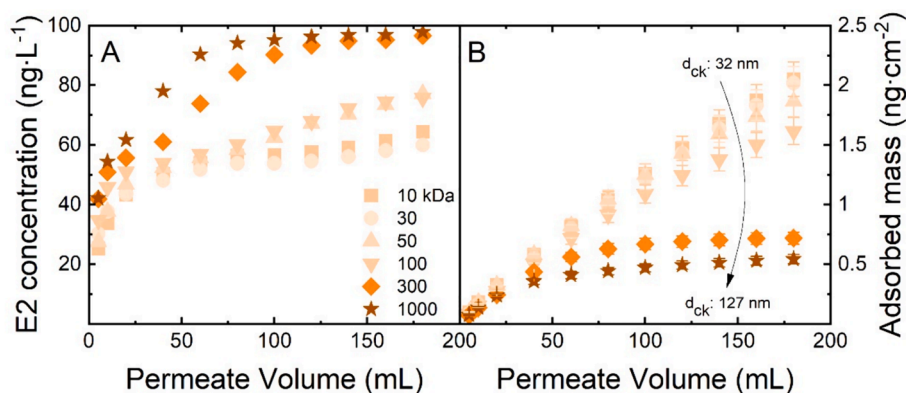 A
B
E2 concentration (ng·L⁻¹)
100
80
60
40
20
10 kDa
30
50
100
300
1000
0
50
100
150
200
Permeate Volume (mL)
d_ck: 32 nm
d_ck: 127 nm
0
50
100
150
200
Permeate Volume (mL)
2.5
2
1.5
1
0.5
Adsorbed mass (ng·cm⁻²)